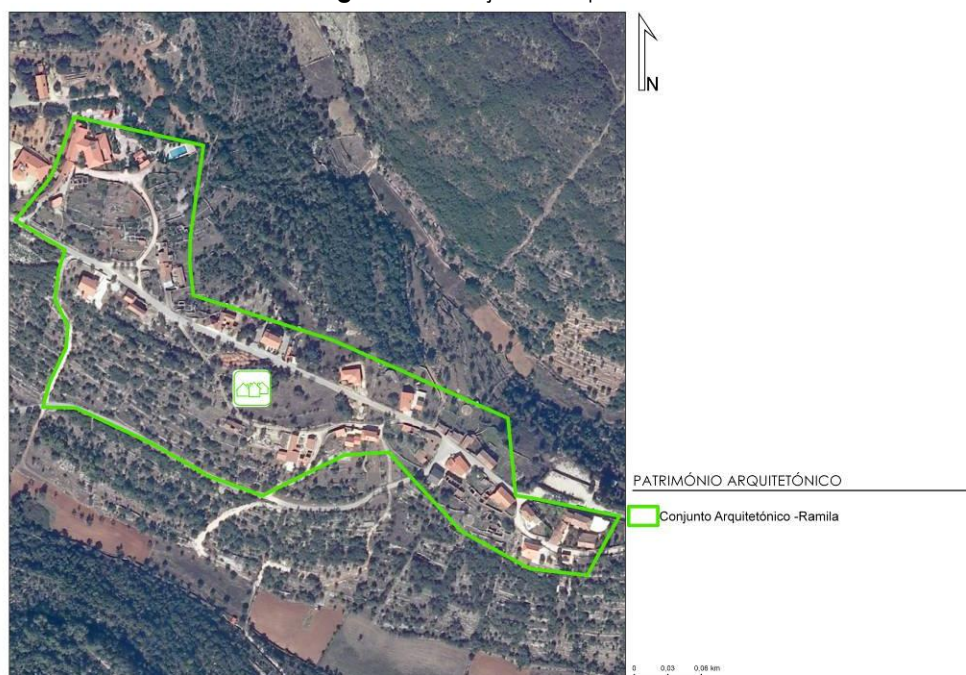 N
PATRIMÓNIO ARQUITETÓNICO
Conjunto Arquitetónico -Ramila
0 0,03 0,06 km